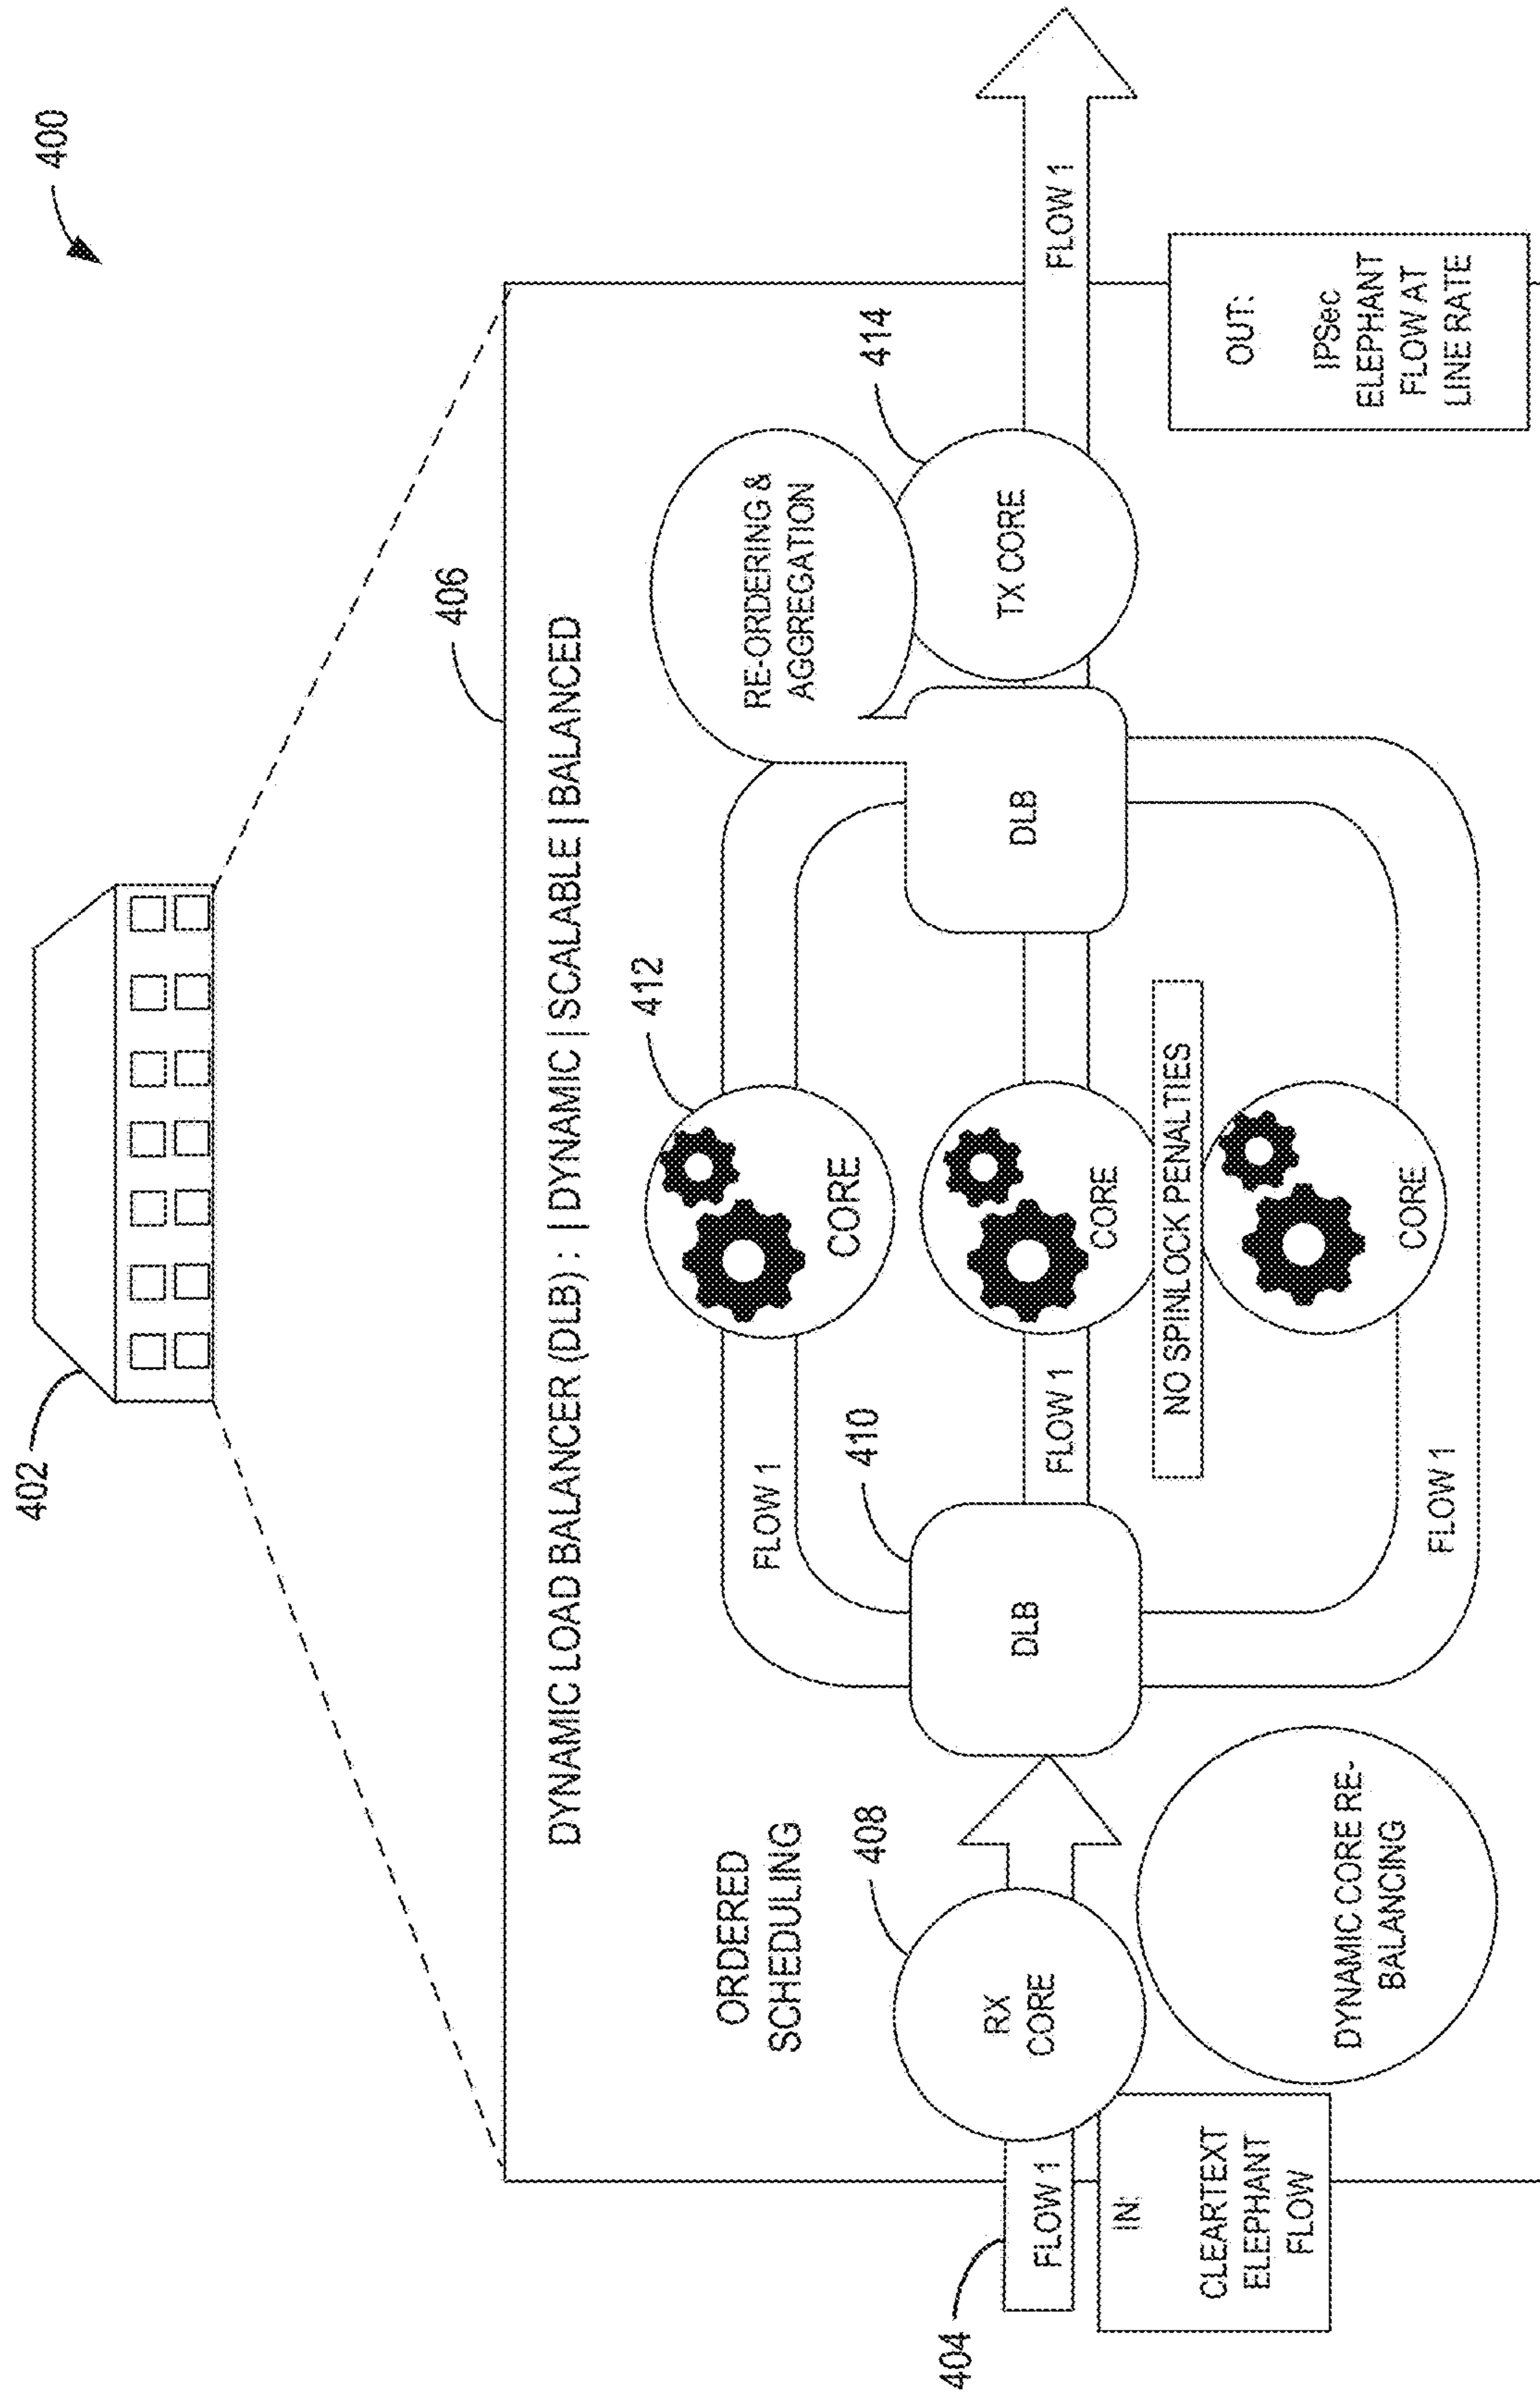 400
402
406
DYNAMIC LOAD BALANCER (DLB) : | DYNAMIC | SCALABLE | BALANCED
ORDERED
SCHEDULING
412
RE-ORDERING &
AGGREGATION
FLOW 1
CORE
414
408
410
404
FLOW 1
RX
CORE
DLB
FLOW 1
CORE
DLB
TX CORE
FLOW 1
IN:
CLEARTEXT
ELEPHANT
FLOW
NO SPINLOCK PENALTIES
DYNAMIC CORE RE-
BALANCING
CORE
FLOW 1
OUT:
IPSec
ELEPHANT
FLOW AT
LINE RATE